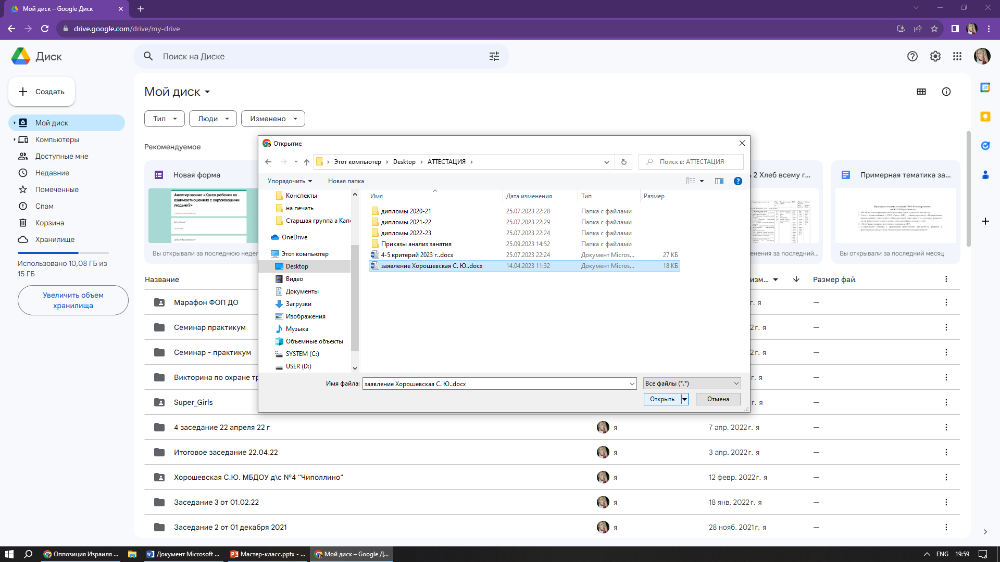 Мой диск – Google Диск
drive.google.com/drive/my-drive
Диск
Поиск на Диске
Создать
Мой диск
Компьютеры
Доступные мне
Недавние
Помеченные
Спам
Корзина
Хранилище
Использовано 10,08 ГБ из
15 ГБ
Увеличить объем
хранилища
Мой диск
Тип
Люди
Изменено
Рекомендуемое
Новая форма
Анкетирование «Каков ребенок во
взаимоотношениях с окружающими
людьми?»
Вы открывали за последнюю недел
2 Хлеб всему г...
енения за последний...
Примерная тематика за...
Вы открывали за последний месяц
Открытие
Этот компьютер › Desktop › АТТЕСТАЦИЯ ›
Поиск в: АТТЕСТАЦИЯ
Упорядочить
Новая папка
Конспекты
на печать
Старшая группа а Кап
OneDrive
Этот компьютер
Desktop
Видео
Документы
Загрузки
Изображения
Музыка
Объемные объекты
SYSTEM (C:)
USER (D:)
Имя Дата изменения Тип Размер
дипломы 2020-21 25.07.2023 22:28 Папка с файлами
дипломы 2021-22 25.07.2023 22:29 Папка с файлами
дипломы 2022-23 25.07.2023 22:24 Папка с файлами
Приказы анализ занятия 25.09.2023 14:52 Папка с файлами
4-5 критерий 2023 г..docx 25.07.2023 22:24 Документ Micros... 27 КБ
заявление Хорошевская С. Ю..docx 14.04.2023 11:32 Документ Micros... 18 КБ
Имя файла: заявление Хорошевская С. Ю..docx
Все файлы (*.*)
Открыть
Отмена
Название изм... Размер фай
Марафон ФОП ДО г. я —
Семинар практикум 2 г. я —
Семинар - практикум 2 г. я —
Викторина по охране тр г. я —
Super_Girls г. я —
4 заседание 22 апреля 22 г я 7 апр. 2022 г. я —
Итоговое заседание 22.04.22 я 3 апр. 2022 г. я —
Хорошевская С.Ю. МБДОУ д\с №4 "Чиполлино" я 12 февр. 2022 г. я —
Заседание 3 от 01.02.22 я 18 янв. 2022 г. я —
Заседание 2 от 01 декабря 2021 я 28 нояб. 2021 г. я —
31
Оппозиция Израиля ...
Документ Microsoft ...
Мастер-класс.pptx - ...
Мой диск – Google Д...
ENG
19:59